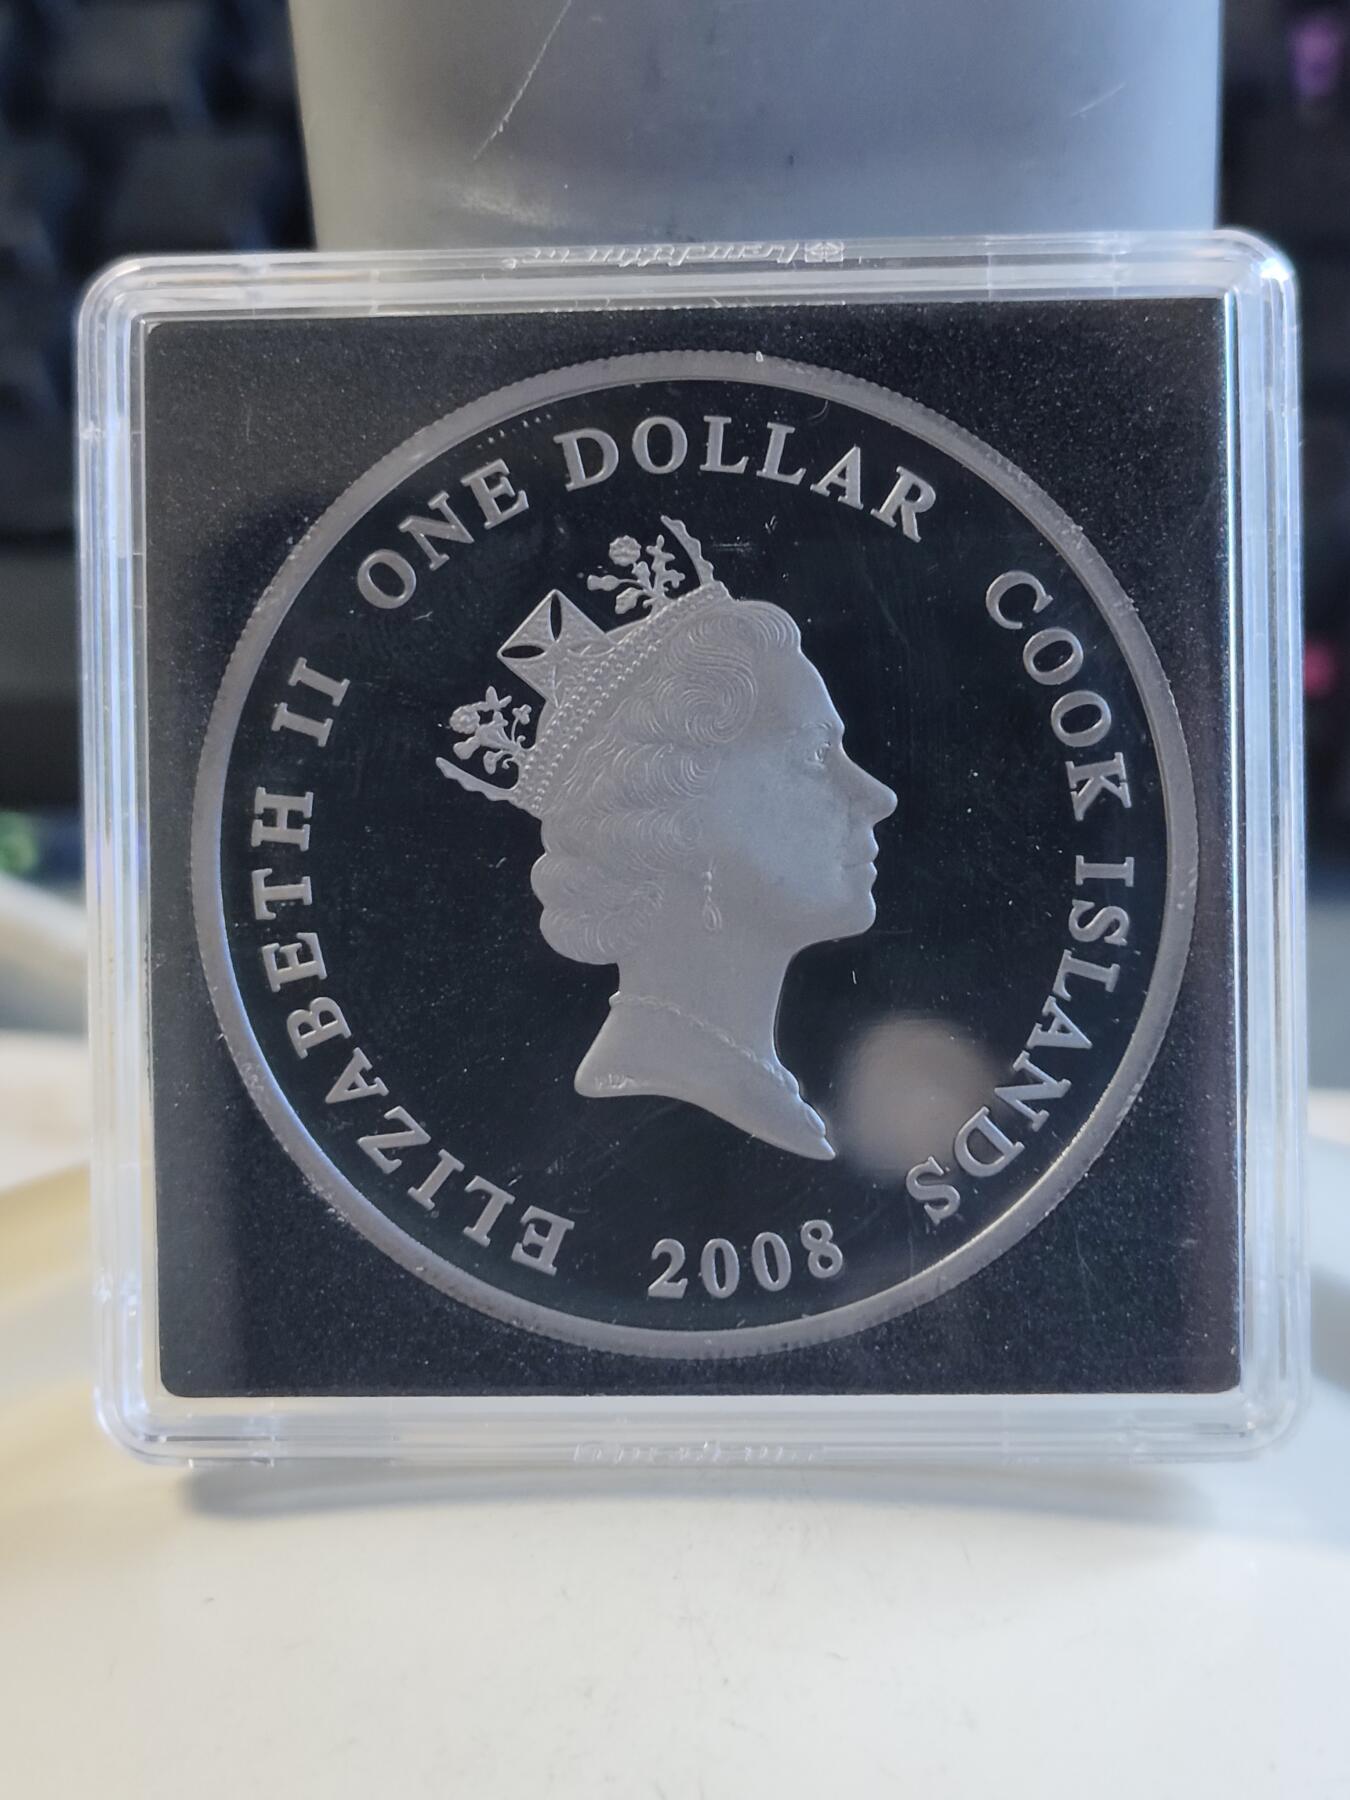 ELIZABETH II ONE DOLLAR COOK ISLANDS
2008